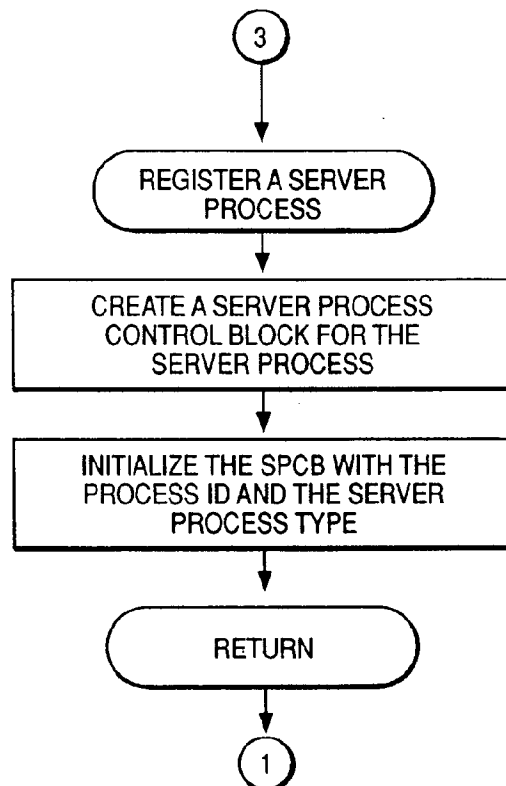 3
REGISTER A SERVER
PROCESS
CREATE A SERVER PROCESS
CONTROL BLOCK FOR THE
SERVER PROCESS
INITIALIZE THE SPCB WITH THE
PROCESS ID AND THE SERVER
PROCESS TYPE
RETURN
1